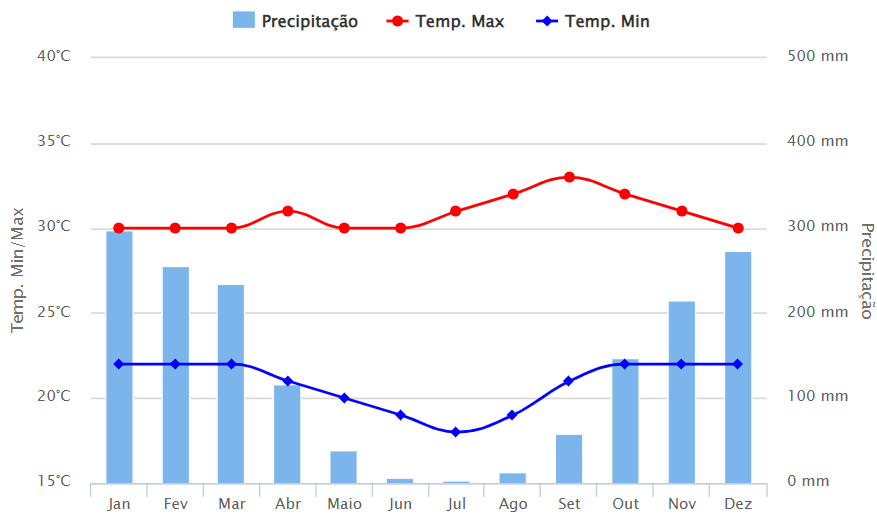 Precipitação Temp. Max Temp. Min
40°C 500 mm
35°C 400 mm
30°C 300 mm
25°C 200 mm
20°C 100 mm
15°C 0 mm
Temp. Min/Max
Precipitação
Jan Fev Mar Abr Maio Jun Jul Ago Set Out Nov Dez